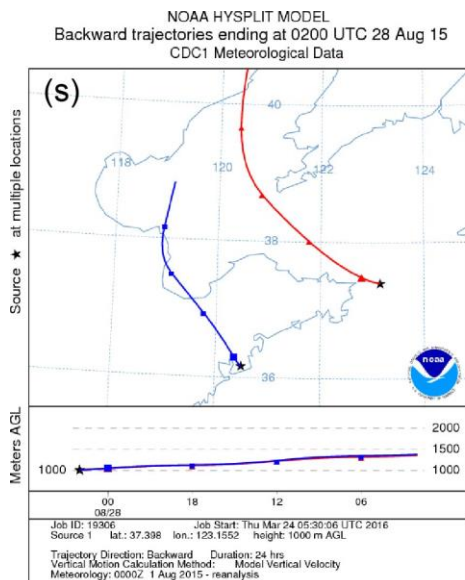 NOAA HYSPLIT MODEL
Backward trajectories ending at 0200 UTC 28 Aug 15
CDC1 Meteorological Data
(s)
40
118
120
122
124
38
36
Source ★ at multiple locations
noaa
Meters AGL
2000
1500
1000
1000
00
18
12
06
08/28
Job ID: 19306 Job Start: Thu Mar 24 05:30:06 UTC 2016
Source 1 lat.: 37.398 lon.: 123.1552 height: 1000 m AGL
Trajectory Direction: Backward Duration: 24 hrs
Vertical Motion Calculation Method: Model Vertical Velocity
Meteorology: 0000Z 1 Aug 2015 - reanalysis